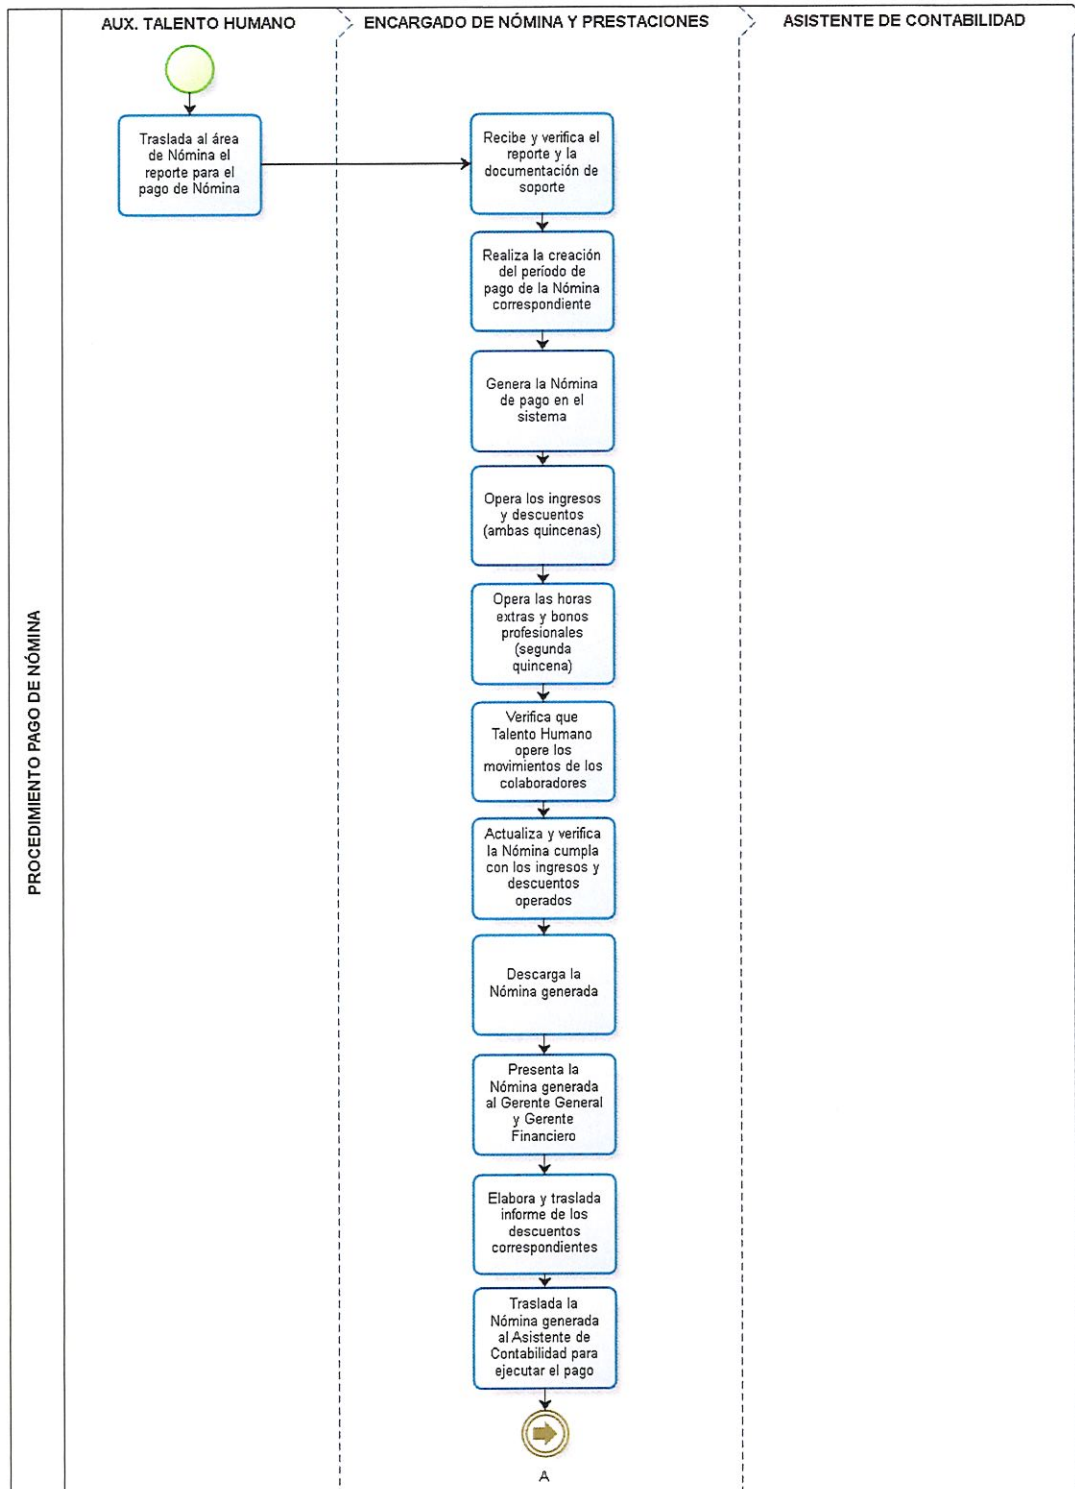 AUX. TALENTO HUMANO
ENCARGADO DE NÓMINA Y PRESTACIONES
ASISTENTE DE CONTABILIDAD
PROCEDIMIENTO PAGO DE NÓMINA
Traslada al área
de Nómina el
reporte para el
pago de Nómina
Recibe y verifica el
reporte y la
documentación de
soporte
Realiza la creación
del período de
pago de la Nómina
correspondiente
Genera la Nómina
de pago en el
sistema
Opera los ingresos
y descuentos
(ambas quincenas)
Opera las horas
extras y bonos
profesionales
(segunda
quincena)
Verifica que
Talento Humano
opere los
movimientos de los
colaboradores
Actualiza y verifica
la Nómina cumpla
con los ingresos y
descuentos
operados
Descarga la
Nómina generada
Presenta la
Nómina generada
al Gerente General
y Gerente
Financiero
Elabora y traslada
informe de los
descuentos
correspondientes
Traslada la
Nómina generada
al Asistente de
Contabilidad para
ejecutar el pago
A